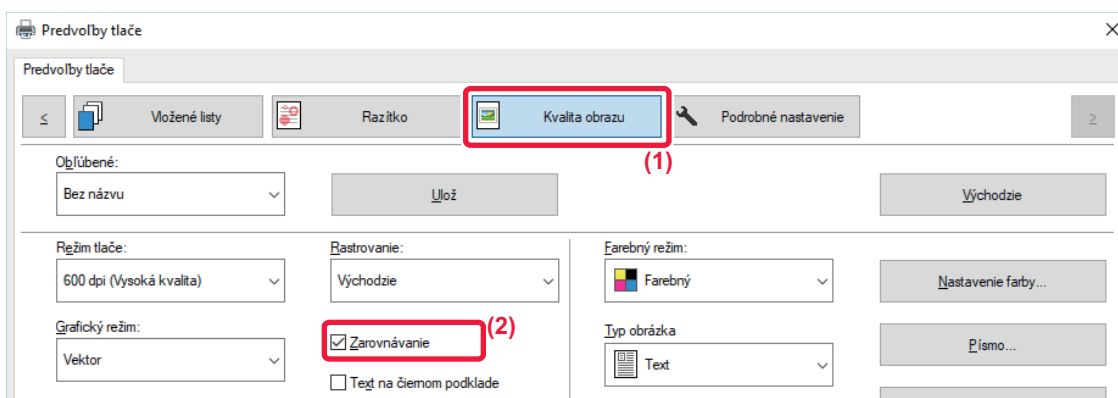 Predvoľby tlače
Predvoľby tlače
<
Vložené listy
Razítko
Kvalita obrazu
Podrobné nastavenie
>
(1)
Obľúbené:
Bez názvu
Ulož
Východzie
Režim tlače:
Rastrovanie:
Farebný režim:
600 dpi (Vysoká kvalita)
Východzie
Farebný
Nastavenie farby...
Grafický režim:
(2)
Zarovnávanie
Typ obrázka
Písmo...
Vektor
Text
Text na čiernom podklade